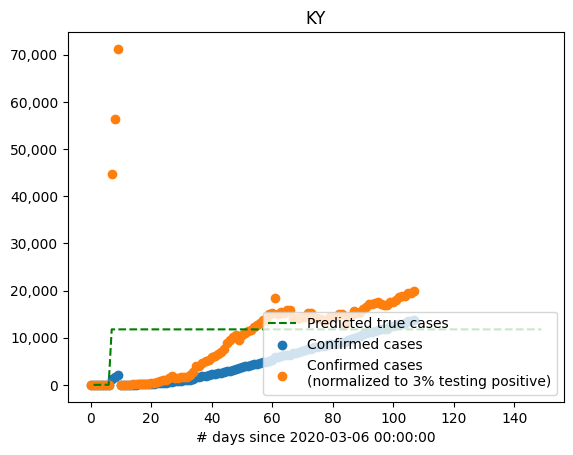 KY
70,000
60,000
50,000
40,000
30,000
20,000
10,000
0
Predicted true cases
Confirmed cases
Confirmed cases
(normalized to 3% testing positive)
0 20 40 60 80 100 120 140
# days since 2020-03-06 00:00:00